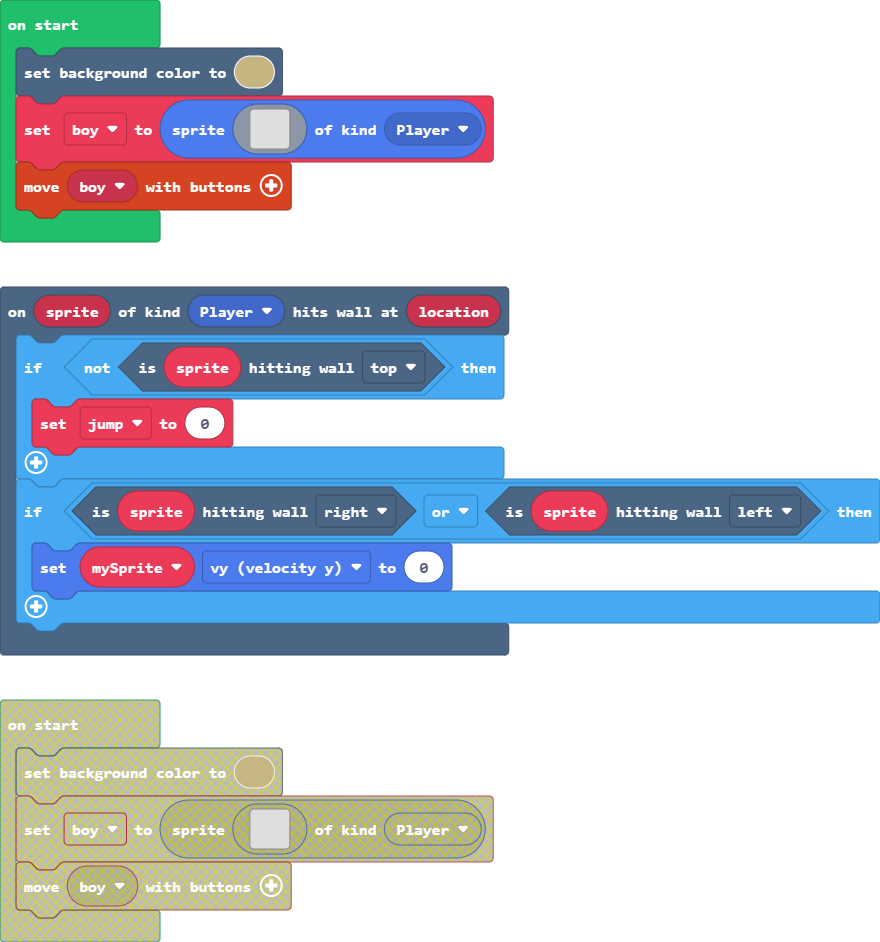 on start
set background color to
set boy to sprite of kind Player
move boy with buttons
on sprite of kind Player hits wall at location
if not is sprite hitting wall top then
set jump to 0
if is sprite hitting wall right or is sprite hitting wall left then
set mySprite vy (velocity y) to 0
on start
set background color to
set boy to sprite of kind Player
move boy with buttons